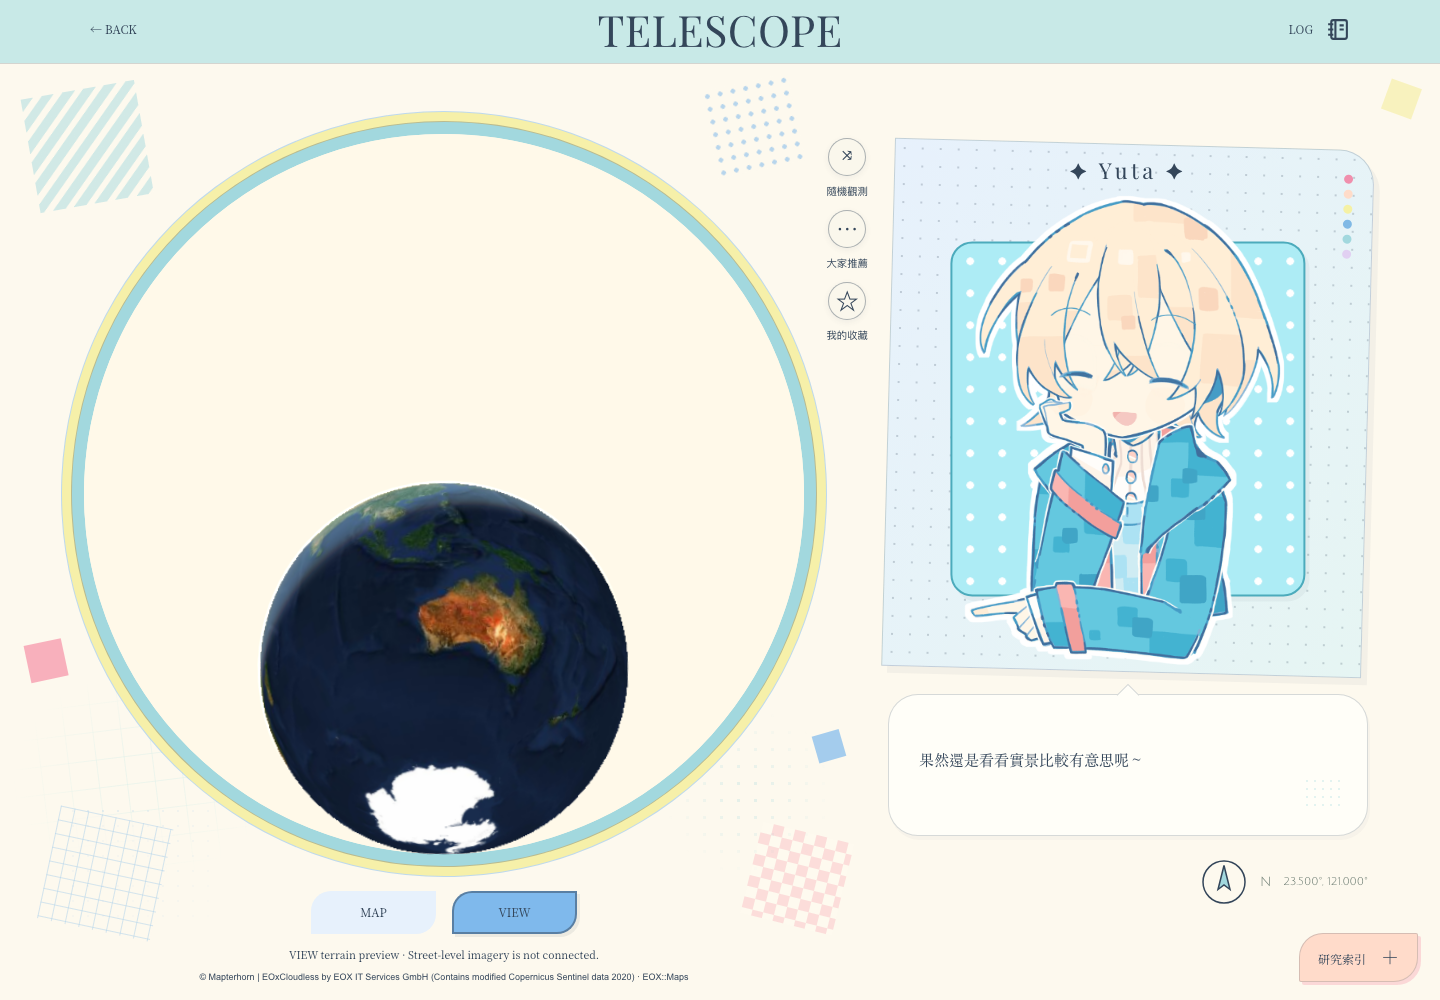 ← BACK
TELESCOPE
LOG
隨機觀測
大家推薦
我的收藏
✦ Yuta ✦
果然還是看看實景比較有意思呢～
N 23.500°, 121.000°
MAP
VIEW
VIEW terrain preview · Street-level imagery is not connected.
© Mapterhorn | EOxCloudless by EOX IT Services GmbH (Contains modified Copernicus Sentinel data 2020) · EOX::Maps
研究索引 +